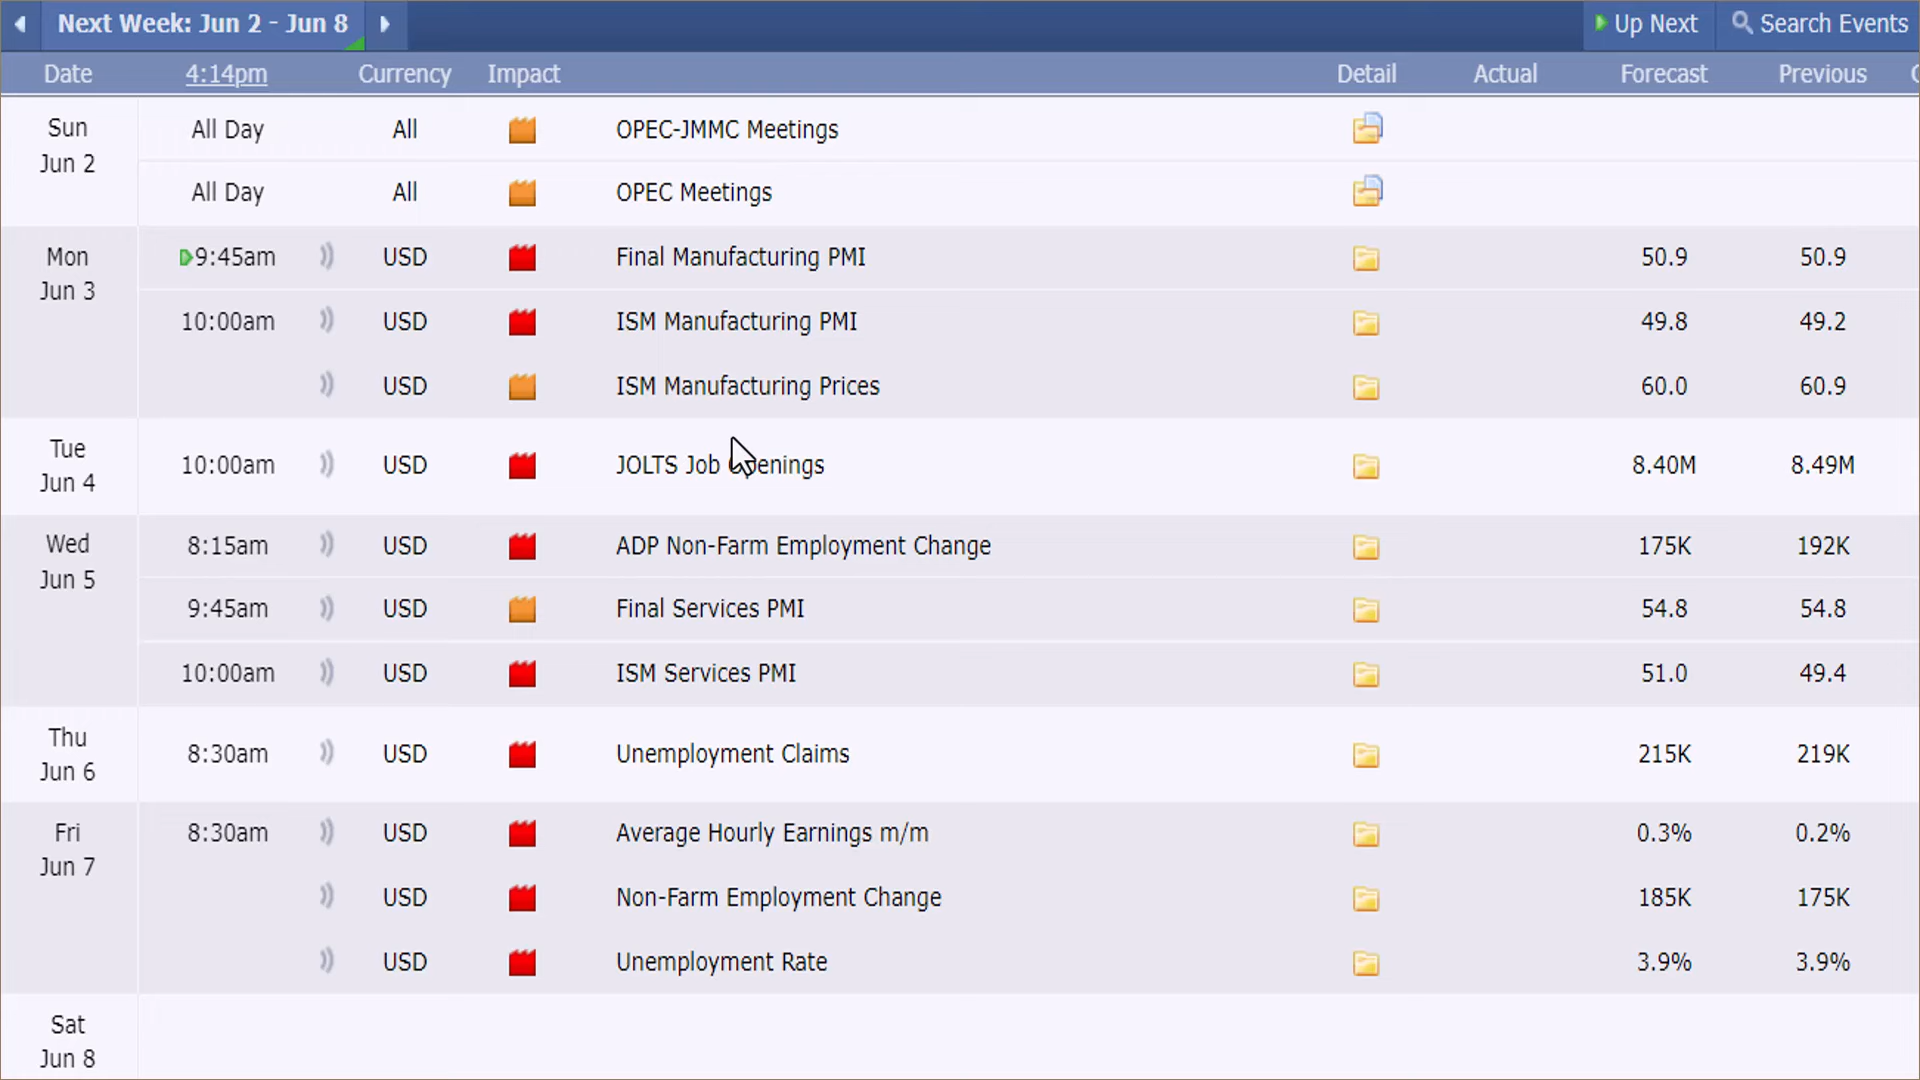 Next Week: Jun 2 - Jun 8 Up Next Search Events
Date 4:14pm Currency Impact Detail Actual Forecast Previous
Sun
Jun 2
All Day All OPEC-JMMC Meetings
All Day All OPEC Meetings
Mon
Jun 3
9:45am USD Final Manufacturing PMI 50.9 50.9
10:00am USD ISM Manufacturing PMI 49.8 49.2
USD ISM Manufacturing Prices 60.0 60.9
Tue
Jun 4
10:00am USD JOLTS Job Openings 8.40M 8.49M
Wed
Jun 5
8:15am USD ADP Non-Farm Employment Change 175K 192K
9:45am USD Final Services PMI 54.8 54.8
10:00am USD ISM Services PMI 51.0 49.4
Thu
Jun 6
8:30am USD Unemployment Claims 215K 219K
Fri
Jun 7
8:30am USD Average Hourly Earnings m/m 0.3% 0.2%
USD Non-Farm Employment Change 185K 175K
USD Unemployment Rate 3.9% 3.9%
Sat
Jun 8